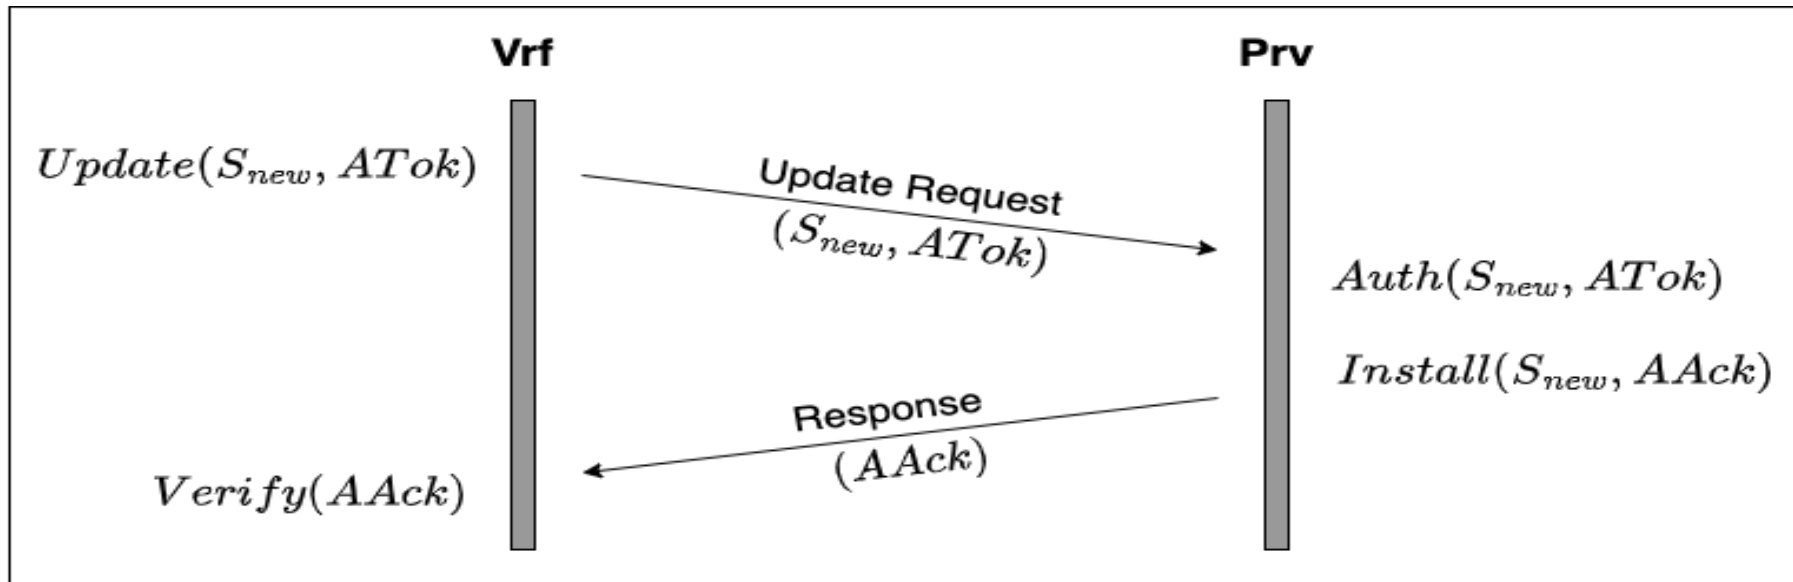 Vrf Prv
Update(S_new, ATok)
Update Request
(S_new, ATok)
Auth(S_new, ATok)
Install(S_new, AAck)
Response
(AAck)
Verify(AAck)